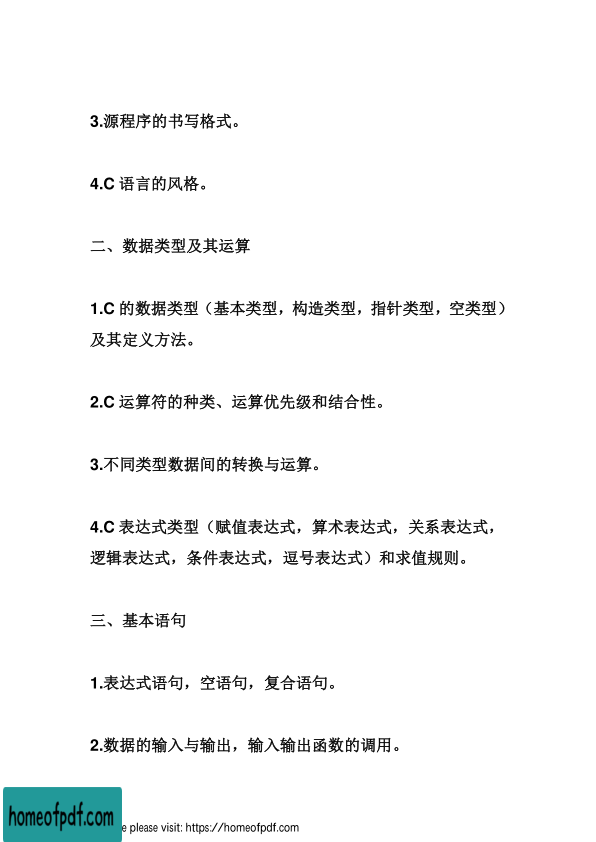 3.源程序的书写格式。
4.C 语言的风格。
二、数据类型及其运算
1.C 的数据类型（基本类型，构造类型，指针类型，空类型）
及其定义方法。
2.C 运算符的种类、运算优先级和结合性。
3.不同类型数据间的转换与运算。
4.C 表达式类型（赋值表达式，算术表达式，关系表达式，
逻辑表达式，条件表达式，逗号表达式）和求值规则。
三、基本语句
1.表达式语句，空语句，复合语句。
2.数据的输入与输出，输入输出函数的调用。
homeofpdf.com
e please visit: https://homeofpdf.com